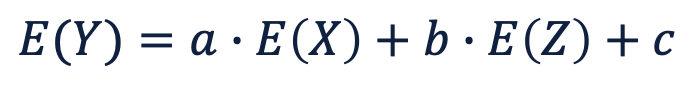 E(Y) = a · E(X) + b · E(Z) + c